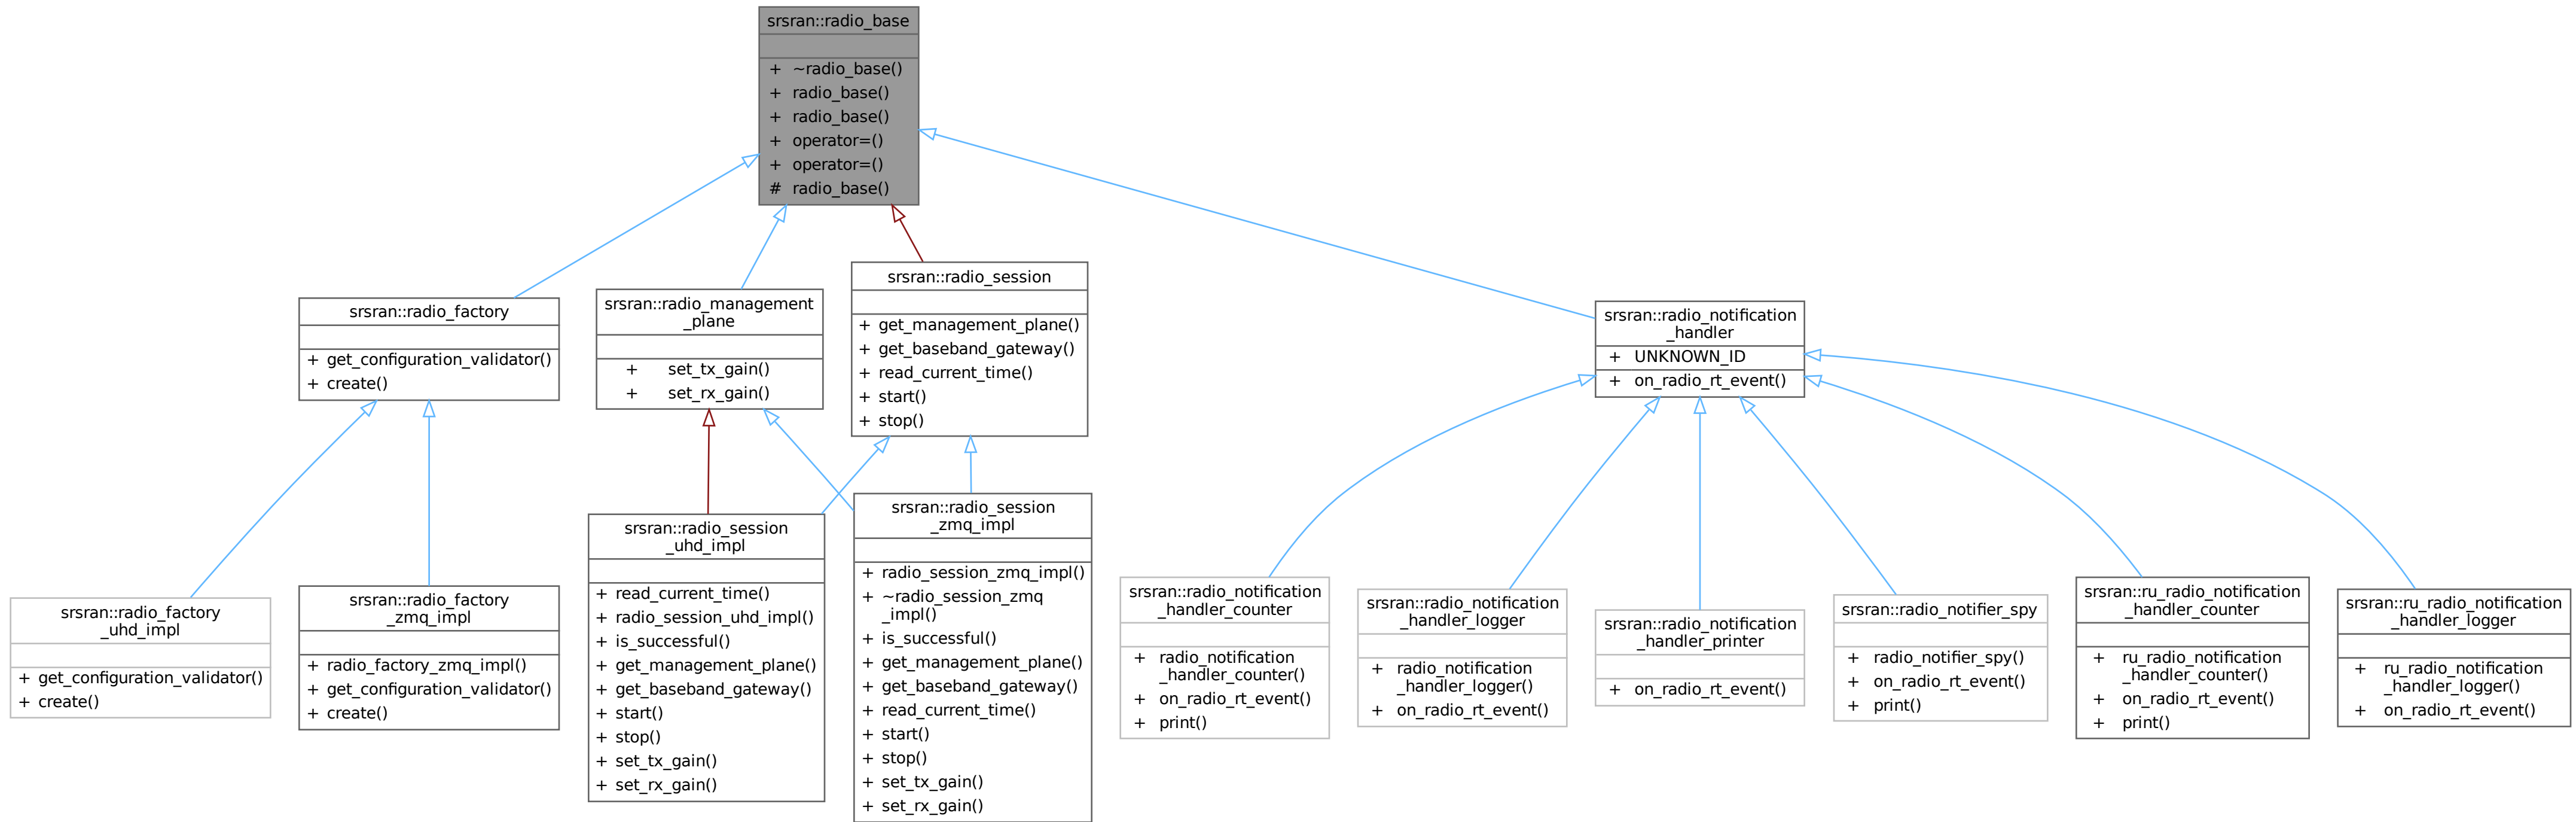 srsran::radio_base
+ ~radio_base()
+ radio_base()
+ radio_base()
+ operator=()
+ operator=()
# radio_base()
srsran::radio_factory
+ get_configuration_validator()
+ create()
srsran::radio_management
_plane
+ set_tx_gain()
+ set_rx_gain()
srsran::radio_session
+ get_management_plane()
+ get_baseband_gateway()
+ read_current_time()
+ start()
+ stop()
srsran::radio_notification
_handler
+ UNKNOWN_ID
+ on_radio_rt_event()
srsran::radio_factory
_uhd_impl
+ get_configuration_validator()
+ create()
srsran::radio_factory
_zmq_impl
+ radio_factory_zmq_impl()
+ get_configuration_validator()
+ create()
srsran::radio_session
_uhd_impl
+ read_current_time()
+ radio_session_uhd_impl()
+ is_successful()
+ get_management_plane()
+ get_baseband_gateway()
+ start()
+ stop()
+ set_tx_gain()
+ set_rx_gain()
srsran::radio_session
_zmq_impl
+ radio_session_zmq_impl()
+ ~radio_session_zmq
_impl()
+ is_successful()
+ get_management_plane()
+ get_baseband_gateway()
+ read_current_time()
+ start()
+ stop()
+ set_tx_gain()
+ set_rx_gain()
srsran::radio_notification
_handler_counter
+ radio_notification
_handler_counter()
+ on_radio_rt_event()
+ print()
srsran::radio_notification
_handler_logger
+ radio_notification
_handler_logger()
+ on_radio_rt_event()
srsran::radio_notification
_handler_printer
+ on_radio_rt_event()
srsran::radio_notifier_spy
+ radio_notifier_spy()
+ on_radio_rt_event()
+ print()
srsran::ru_radio_notification
_handler_counter
+ ru_radio_notification
_handler_counter()
+ on_radio_rt_event()
+ print()
srsran::ru_radio_notification
_handler_logger
+ ru_radio_notification
_handler_logger()
+ on_radio_rt_event()